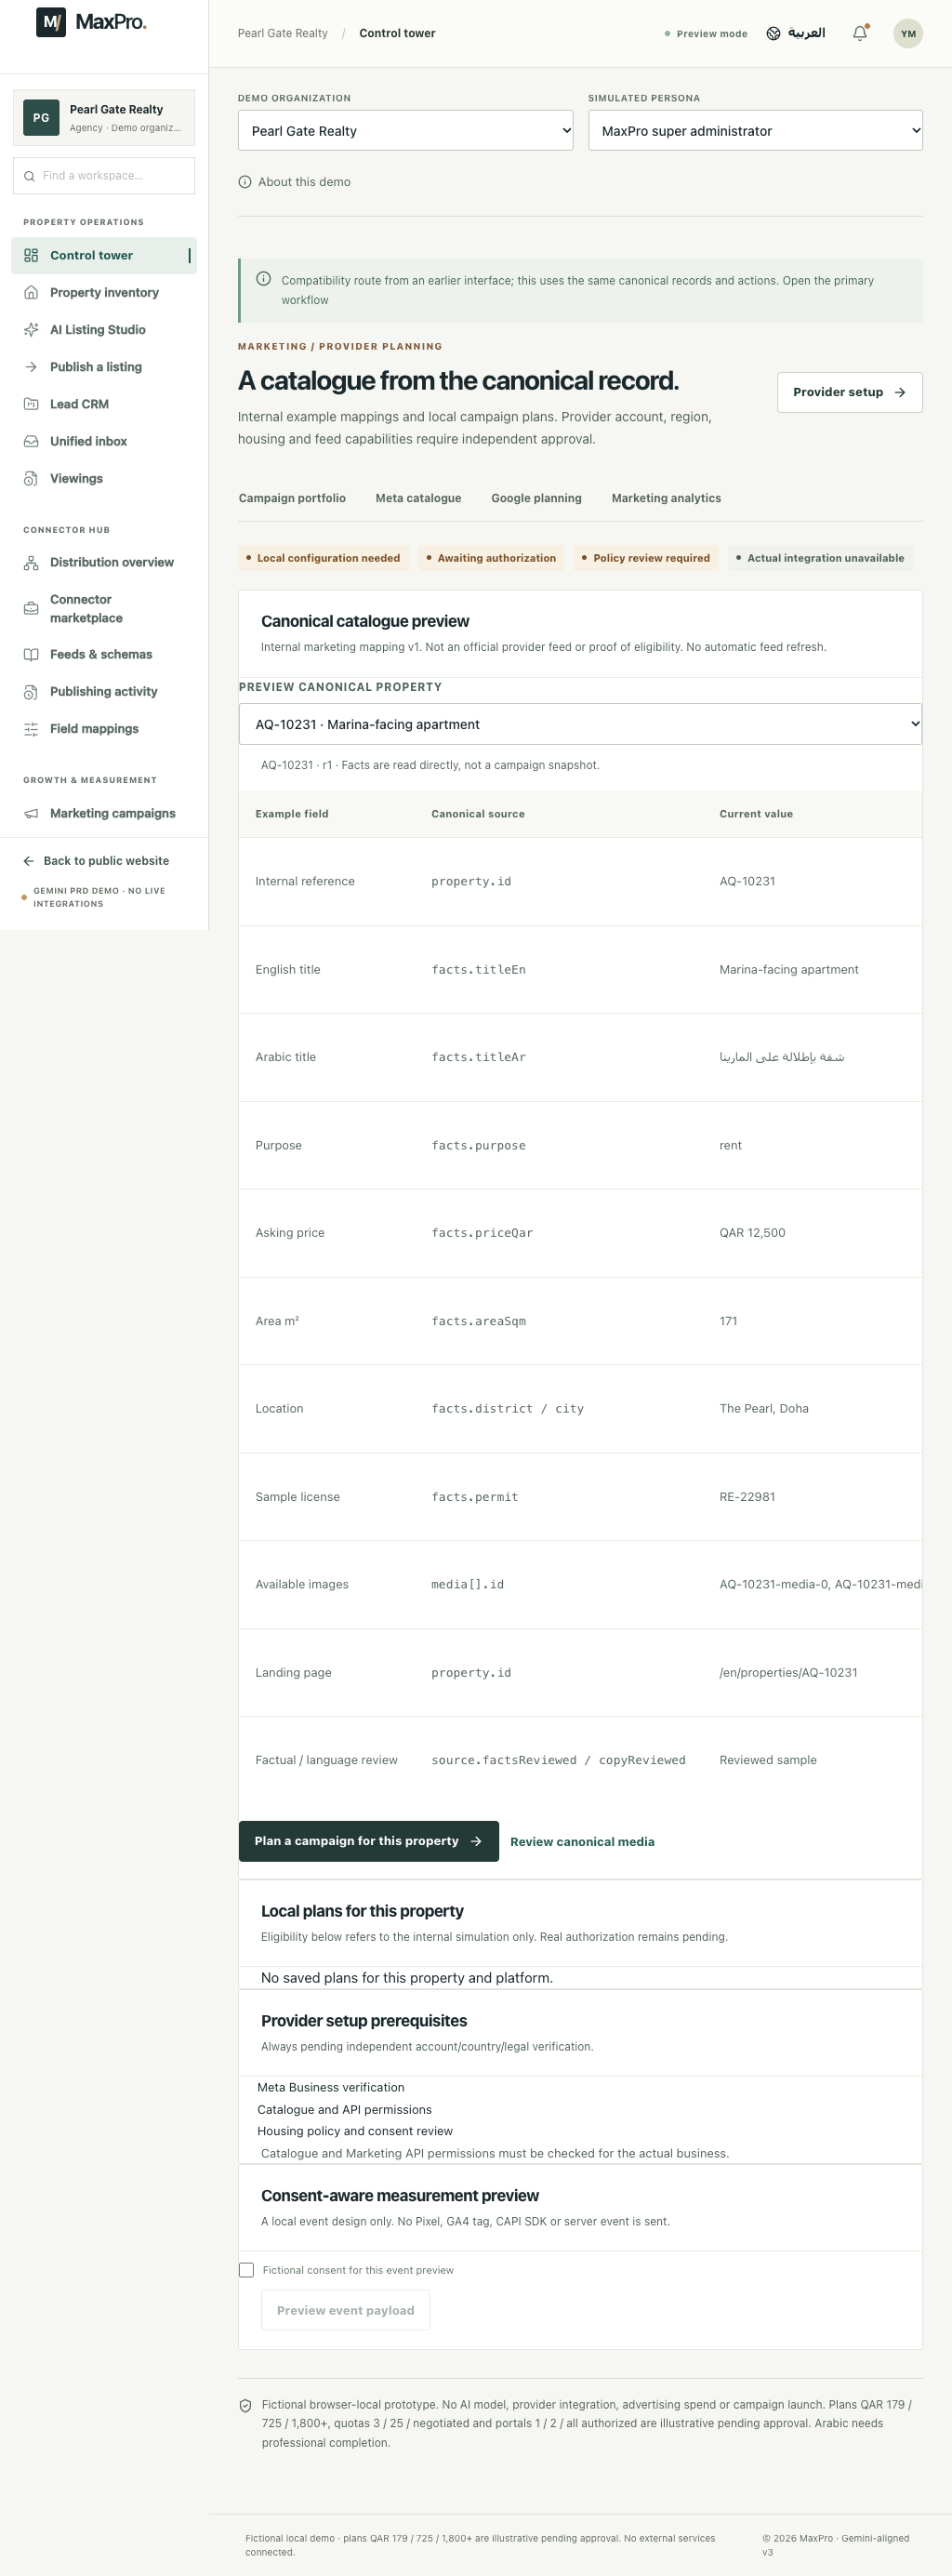 M/ MaxPro.
Pearl Gate Realty / Control tower
Preview mode
العربية
YM
PG
Pearl Gate Realty
Agency · Demo organiz...
Find a workspace...
PROPERTY OPERATIONS
Control tower
Property inventory
AI Listing Studio
Publish a listing
Lead CRM
Unified inbox
Viewings
CONNECTOR HUB
Distribution overview
Connector
marketplace
Feeds & schemas
Publishing activity
Field mappings
GROWTH & MEASUREMENT
Marketing campaigns
Back to public website
GEMINI PRD DEMO · NO LIVE
INTEGRATIONS
DEMO ORGANIZATION
Pearl Gate Realty
SIMULATED PERSONA
MaxPro super administrator
About this demo
Compatibility route from an earlier interface; this uses the same canonical records and actions. Open the primary
workflow
MARKETING / PROVIDER PLANNING
A catalogue from the canonical record.
Internal example mappings and local campaign plans. Provider account, region,
housing and feed capabilities require independent approval.
Provider setup
Campaign portfolio Meta catalogue Google planning Marketing analytics
Local configuration needed Awaiting authorization Policy review required Actual integration unavailable
Canonical catalogue preview
Internal marketing mapping v1. Not an official provider feed or proof of eligibility. No automatic feed refresh.
PREVIEW CANONICAL PROPERTY
AQ-10231 · Marina-facing apartment
AQ-10231 · r1 · Facts are read directly, not a campaign snapshot.
Example field Canonical source Current value
Internal reference property.id AQ-10231
English title facts.titleEn Marina-facing apartment
Arabic title facts.titleAr شقة بإطلالة على المارينا
Purpose facts.purpose rent
Asking price facts.priceQar QAR 12,500
Area m² facts.areaSqm 171
Location facts.district / city The Pearl, Doha
Sample license facts.permit RE-22981
Available images media[].id AQ-10231-media-0, AQ-10231-medi
Landing page property.id /en/properties/AQ-10231
Factual / language review source.factsReviewed / copyReviewed Reviewed sample
Plan a campaign for this property Review canonical media
Local plans for this property
Eligibility below refers to the internal simulation only. Real authorization remains pending.
No saved plans for this property and platform.
Provider setup prerequisites
Always pending independent account/country/legal verification.
Meta Business verification
Catalogue and API permissions
Housing policy and consent review
Catalogue and Marketing API permissions must be checked for the actual business.
Consent-aware measurement preview
A local event design only. No Pixel, GA4 tag, CAPI SDK or server event is sent.
Fictional consent for this event preview
Preview event payload
Fictional browser-local prototype. No AI model, provider integration, advertising spend or campaign launch. Plans QAR 179 /
725 / 1,800+, quotas 3 / 25 / negotiated and portals 1 / 2 / all authorized are illustrative pending approval. Arabic needs
professional completion.
Fictional local demo · plans QAR 179 / 725 / 1,800+ are illustrative pending approval. No external services
connected.
© 2026 MaxPro · Gemini-aligned
v3